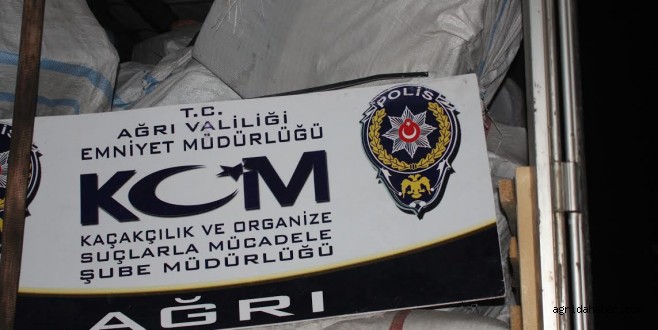 T.C.
AĞRI VALİLİĞİ
EMNİYET MÜDÜRLÜĞÜ
POLİS
KOM
KAÇAKÇILIK VE ORGANİZE
SUÇLARLA MÜCADELE
ŞUBE MÜDÜRLÜĞÜ
AĞRI